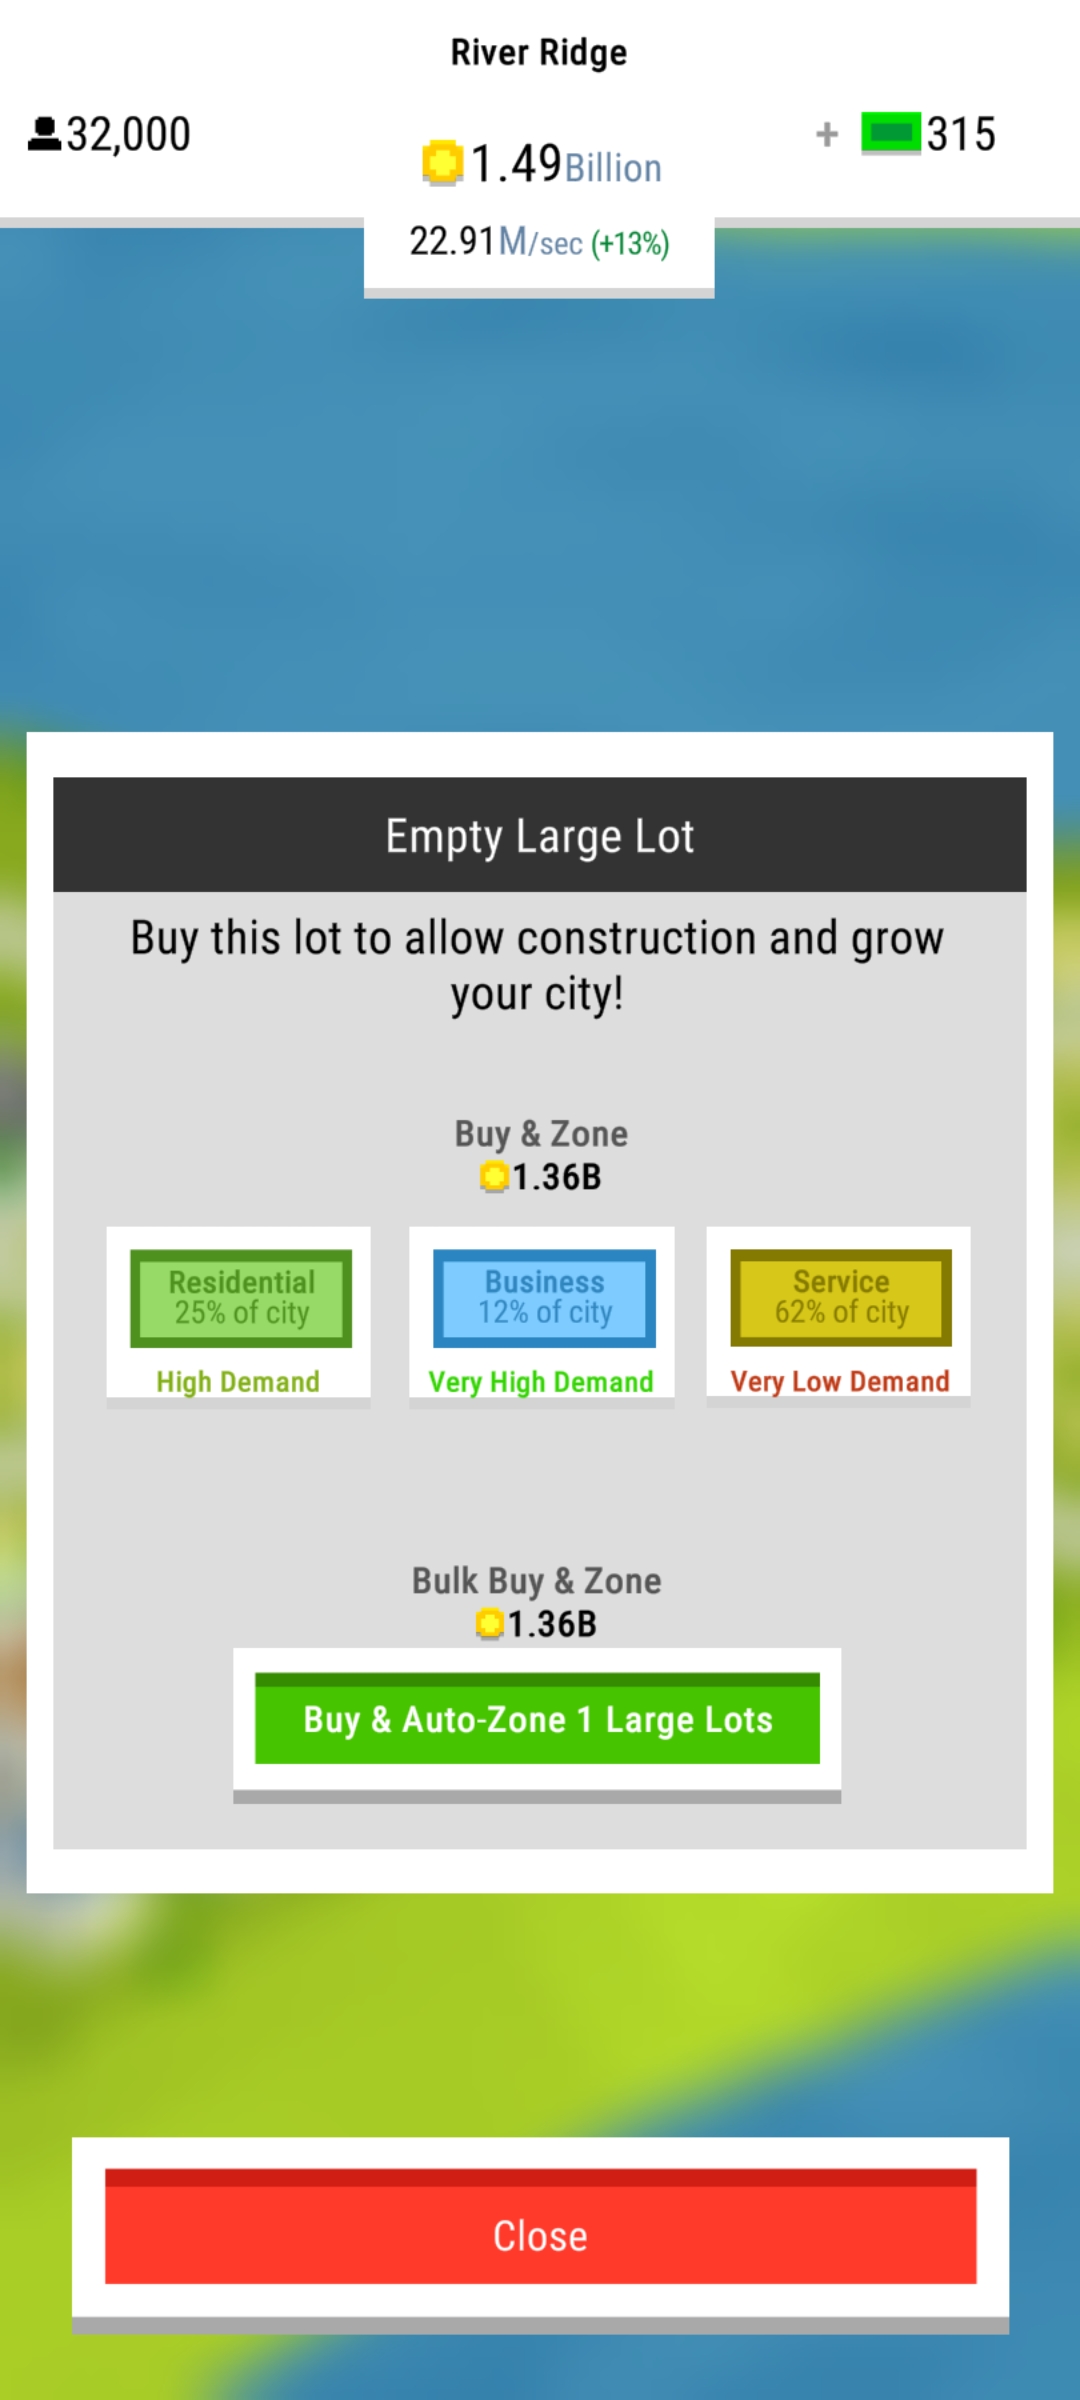 River Ridge
32,000
1.49Billion
+ 315
22.91M/sec (+13%)
Empty Large Lot
Buy this lot to allow construction and grow
your city!
Buy & Zone
1.36B
Residential
25% of city
High Demand
Business
12% of city
Very High Demand
Service
62% of city
Very Low Demand
Bulk Buy & Zone
1.36B
Buy & Auto-Zone 1 Large Lots
Close